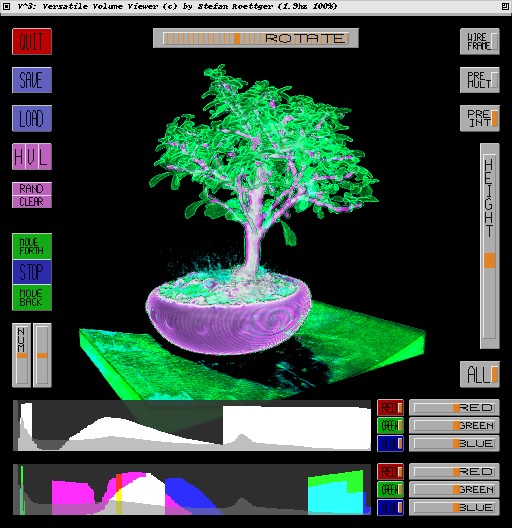 V^3: Versatile Volume Viewer (c) by Stefan Roettger (1.9hz 100%)
QUIT
ROTATE
WIRE
FRAME
SAVE
PRE
MULT
LOAD
PRE
INT
H V L
HEIGHT
RAND
CLEAR
MOVE
FORTH
STOP
MOVE
BACK
NUM
ALL
RED RED
GREEN GREEN
BLUE BLUE
RED RED
GREEN GREEN
BLUE BLUE